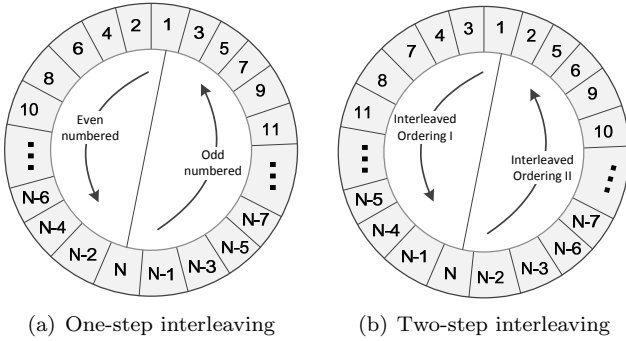 2 1 3
4 5
6 7
8 9
10 11
Even
numbered
Odd
numbered
N-6 N-7
N-4 N-5
N-2 N N-1 N-3
(a) One-step interleaving
3 1 2
4 5
7 6
8 9
11 10
Interleaved
Ordering I
Interleaved
Ordering II
N-5 N-7
N-4 N-6
N-1 N N-2 N-3
(b) Two-step interleaving